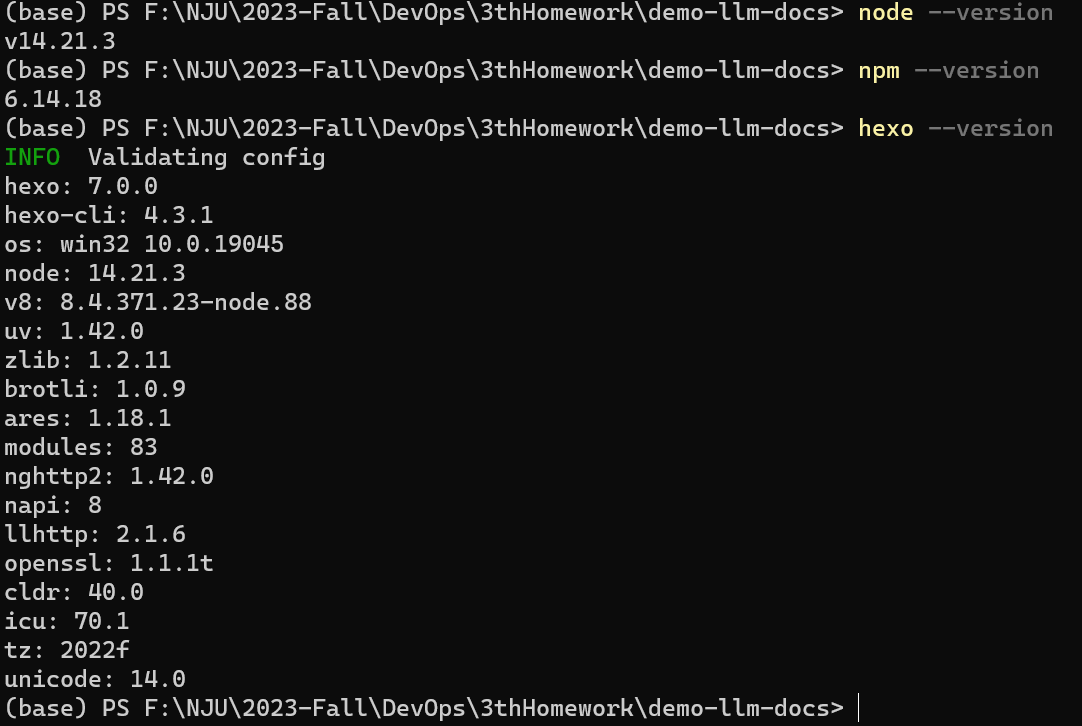 (base) PS F:\NJU\2023-Fall\DevOps\3thHomework\demo-llm-docs> node --version
v14.21.3
(base) PS F:\NJU\2023-Fall\DevOps\3thHomework\demo-llm-docs> npm --version
6.14.18
(base) PS F:\NJU\2023-Fall\DevOps\3thHomework\demo-llm-docs> hexo --version
INFO  Validating config
hexo: 7.0.0
hexo-cli: 4.3.1
os: win32 10.0.19045
node: 14.21.3
v8: 8.4.371.23-node.88
uv: 1.42.0
zlib: 1.2.11
brotli: 1.0.9
ares: 1.18.1
modules: 83
nghttp2: 1.42.0
napi: 8
llhttp: 2.1.6
openssl: 1.1.1t
cldr: 40.0
icu: 70.1
tz: 2022f
unicode: 14.0
(base) PS F:\NJU\2023-Fall\DevOps\3thHomework\demo-llm-docs>